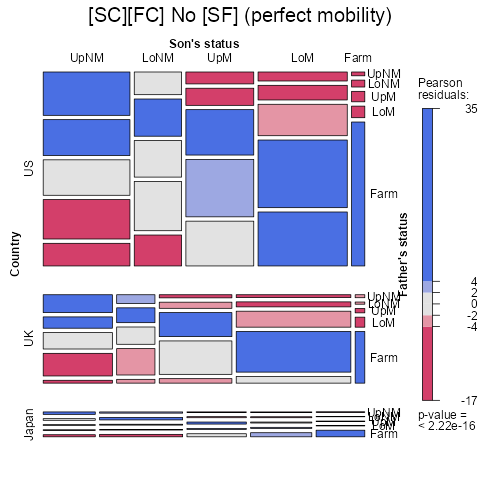 [SC][FC] No [SF] (perfect mobility)
Son's status
UpNM LoNM UpM LoM Farm
Country
US
UK
Japan
UpNM
LoNM
UpM
LoM
Farm
UpNM
LoNM
UpM
LoM
Farm
UpNM
LoNM
UpM
LoM
Farm
Father's status
Pearson
residuals:
35
4
2
0
-2
-4
-17
p-value =
< 2.22e-16